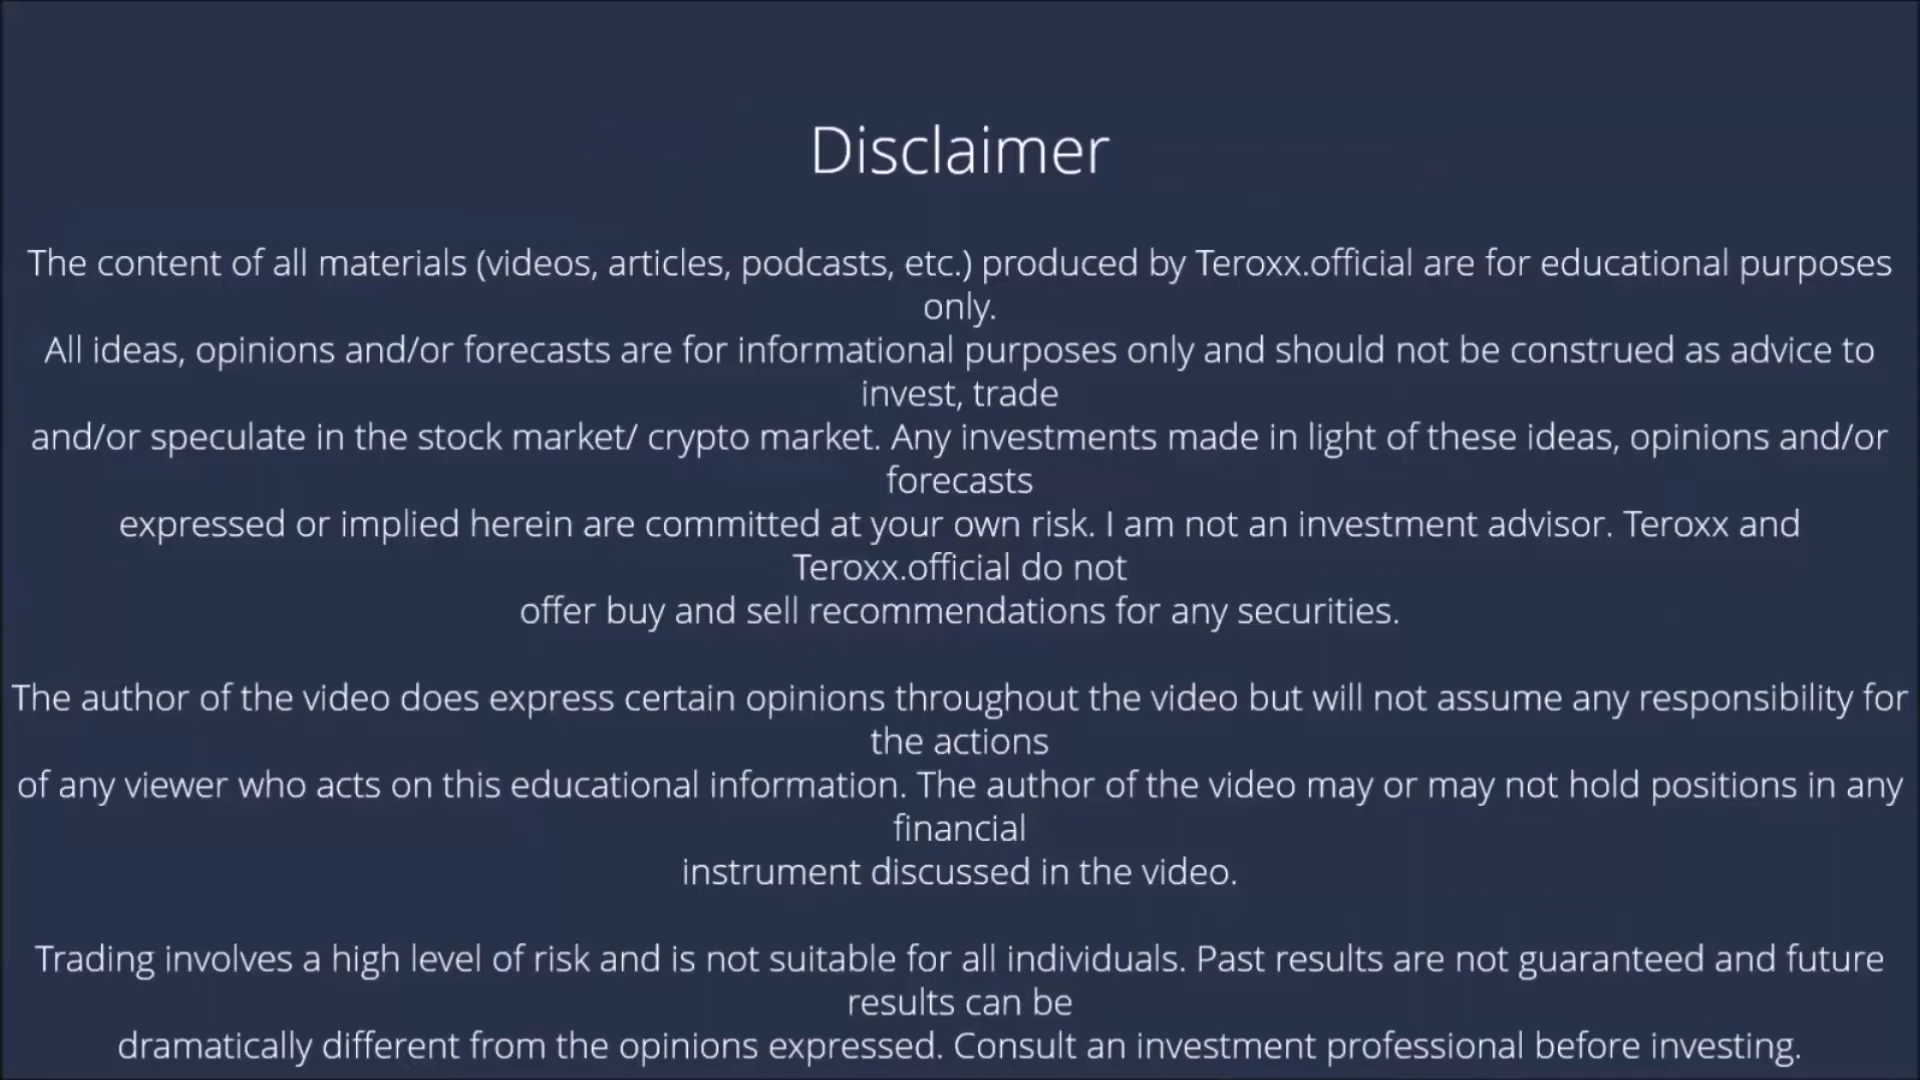 Disclaimer
The content of all materials (videos, articles, podcasts, etc.) produced by Teroxx.official are for educational purposes
only.
All ideas, opinions and/or forecasts are for informational purposes only and should not be construed as advice to
invest, trade
and/or speculate in the stock market/ crypto market. Any investments made in light of these ideas, opinions and/or
forecasts
expressed or implied herein are committed at your own risk. I am not an investment advisor. Teroxx and
Teroxx.official do not
offer buy and sell recommendations for any securities.
The author of the video does express certain opinions throughout the video but will not assume any responsibility for
the actions
of any viewer who acts on this educational information. The author of the video may or may not hold positions in any
financial
instrument discussed in the video.
Trading involves a high level of risk and is not suitable for all individuals. Past results are not guaranteed and future
results can be
dramatically different from the opinions expressed. Consult an investment professional before investing.